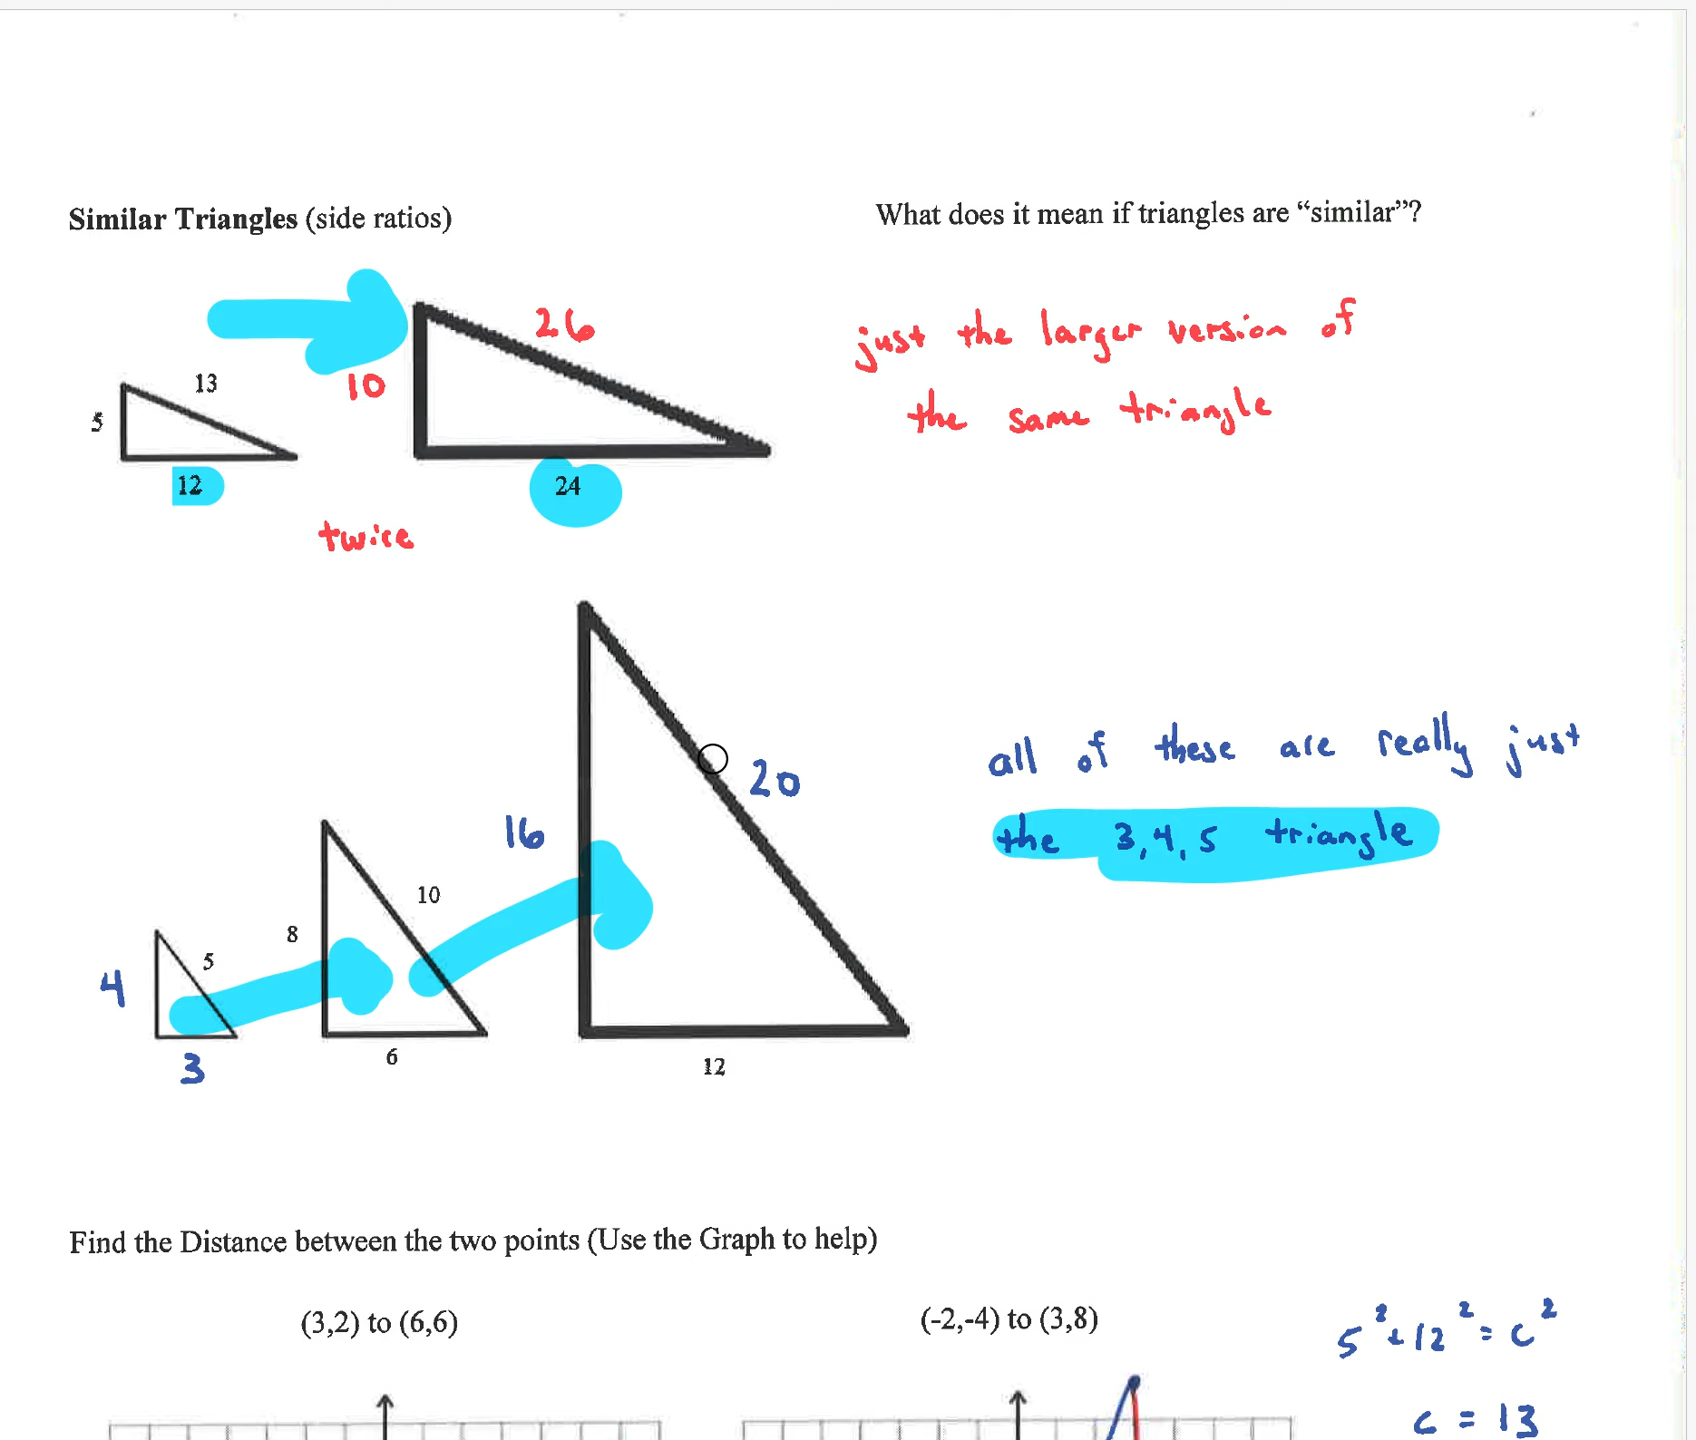 Similar Triangles (side ratios)
What does it mean if triangles are “similar”?
26
just the larger version of
13
10
5
the same triangle
12
24
twice
all of these are really just
20
16
the 3,4,5 triangle
10
8
5
4
3
6
12
Find the Distance between the two points (Use the Graph to help)
(3,2) to (6,6)
(-2,-4) to (3,8)
5² + 12² = c²
c = 13